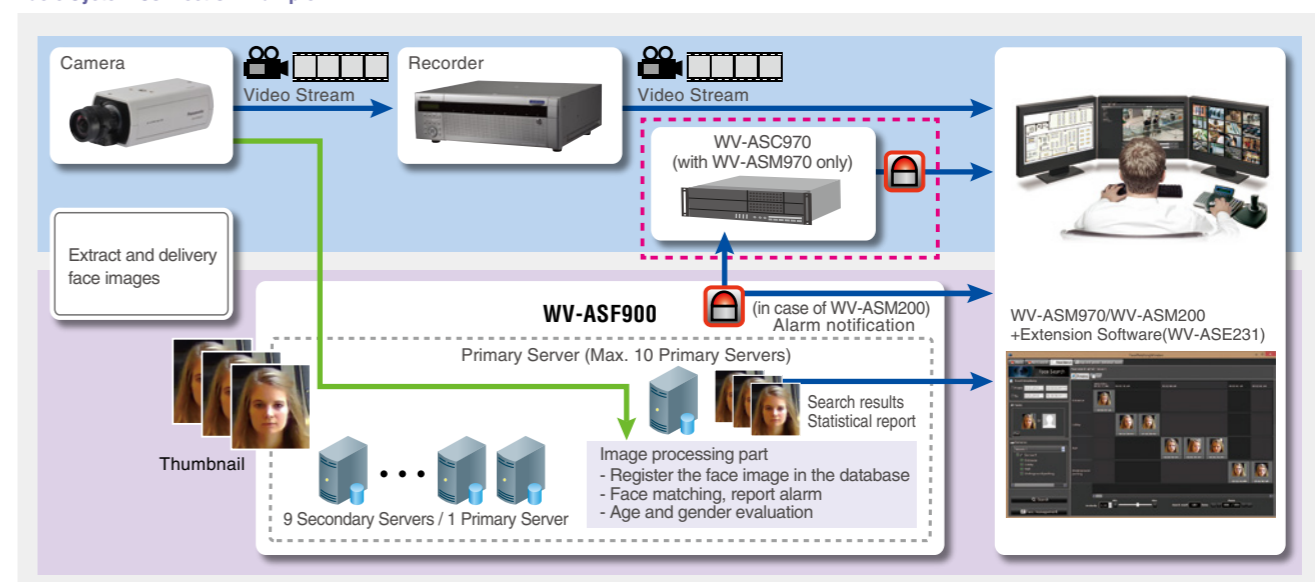 Camera
Video Stream
Recorder
Video Stream
WV-ASC970
(with WV-ASM970 only)
Extract and delivery
face images
WV-ASF900
(in case of WV-ASM200)
Alarm notification
WV-ASM970/WV-ASM200
+Extension Software(WV-ASE231)
Primary Server (Max. 10 Primary Servers)
Search results
Statistical report
Thumbnail
Image processing part
- Register the face image in the database
- Face matching, report alarm
- Age and gender evaluation
9 Secondary Servers / 1 Primary Server